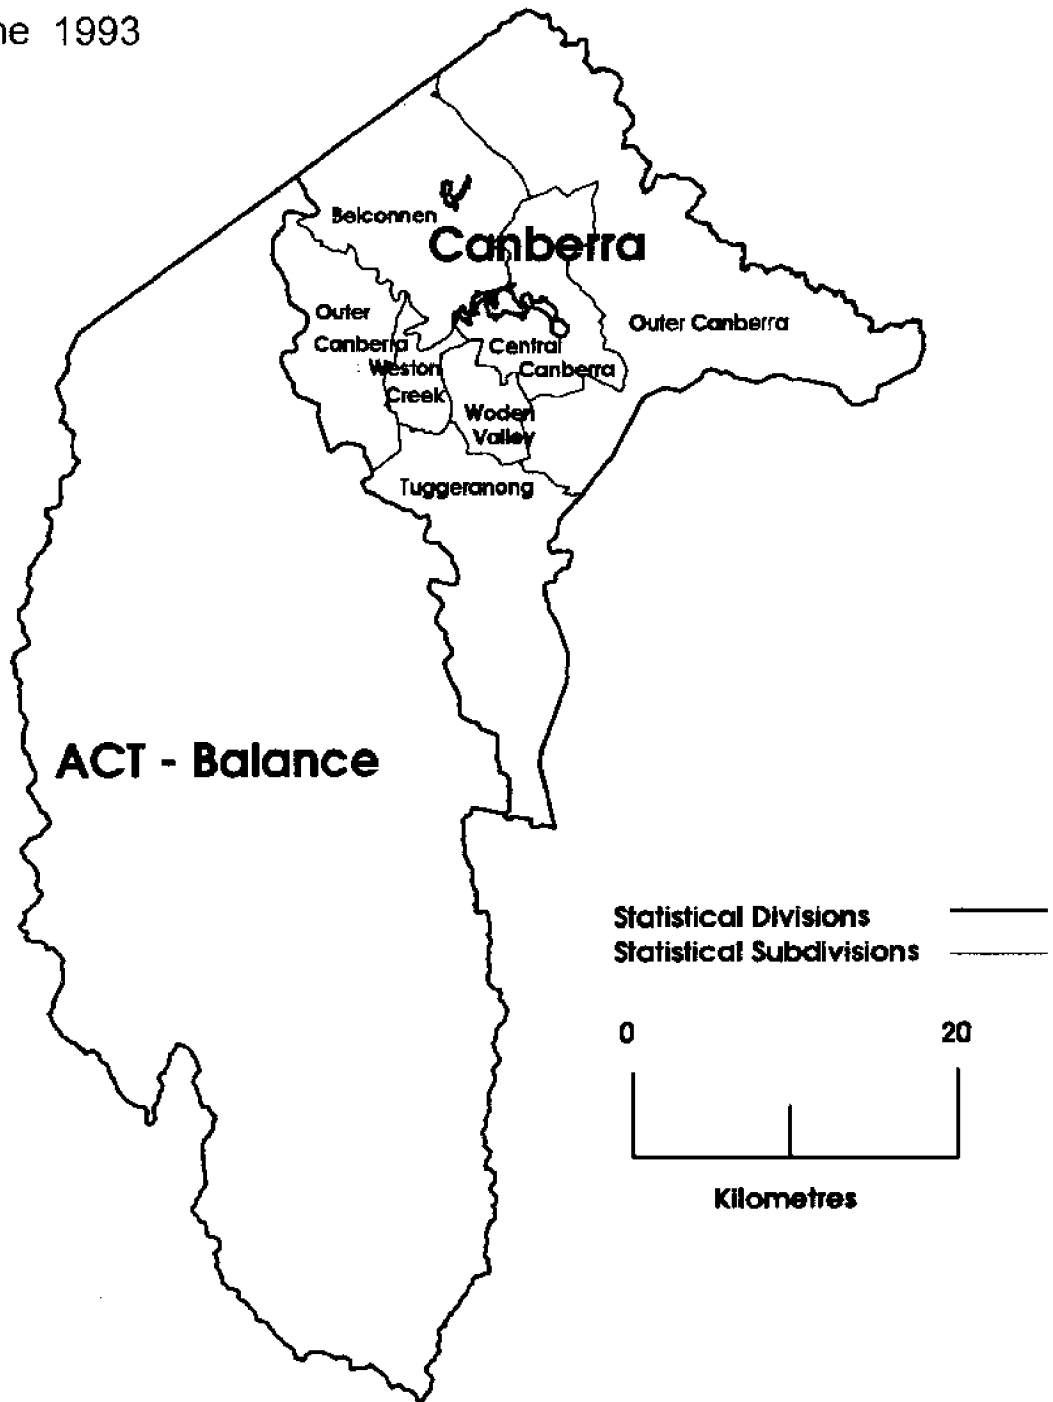 1993
Belconnen
Canberra
Outer
Canberra
Outer Canberra
Central
Canberra
Weston
Creek
Woden
Valley
Tuggeranong
ACT - Balance
Statistical Divisions
Statistical Subdivisions
0 20
Kilometres